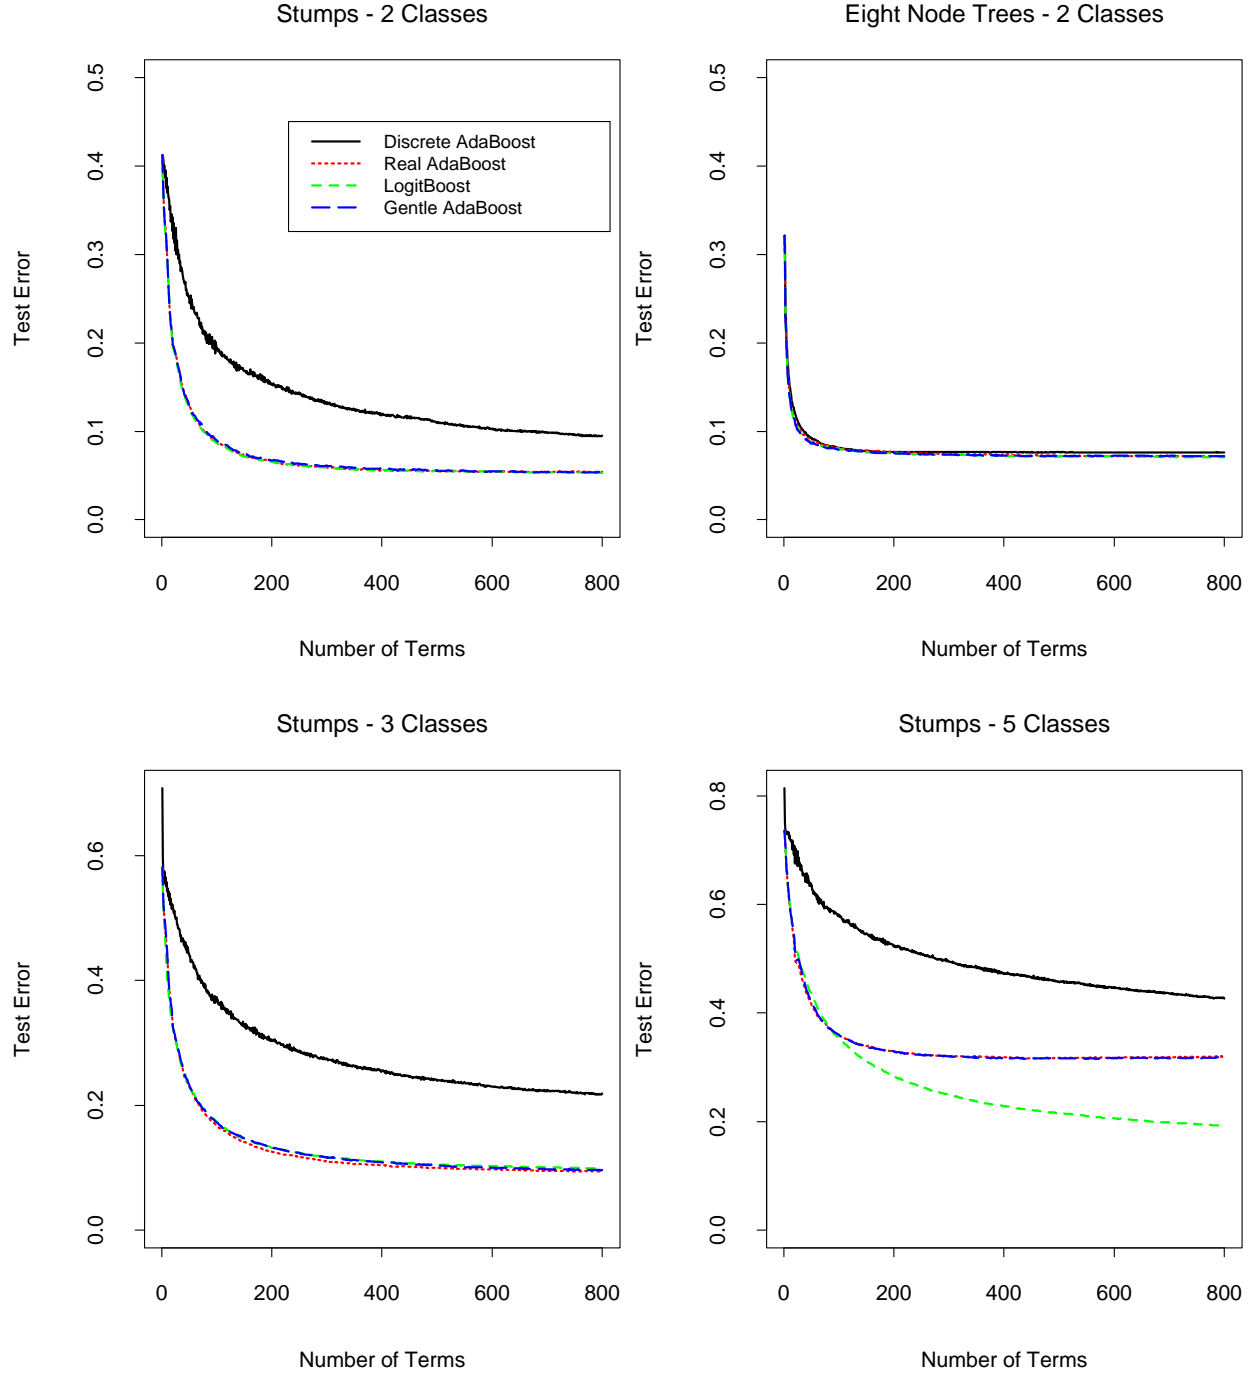 Stumps - 2 Classes
Test Error
0.5
0.4
0.3
0.2
0.1
0.0
Discrete AdaBoost
Real AdaBoost
LogitBoost
Gentle AdaBoost
0 200 400 600 800
Number of Terms
Eight Node Trees - 2 Classes
Test Error
0.5
0.4
0.3
0.2
0.1
0.0
0 200 400 600 800
Number of Terms
Stumps - 3 Classes
Test Error
0.6
0.4
0.2
0.0
0 200 400 600 800
Number of Terms
Stumps - 5 Classes
Test Error
0.8
0.6
0.4
0.2
0.0
0 200 400 600 800
Number of Terms